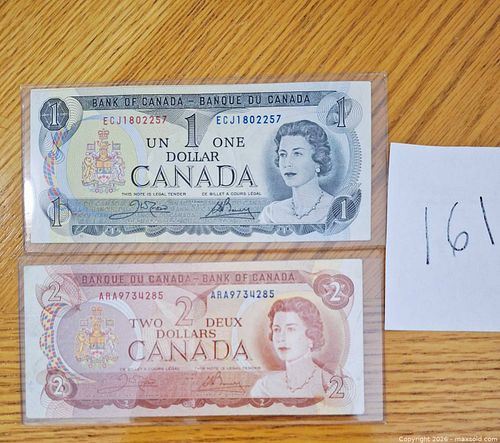 1 BANK OF CANADA – BANQUE DU CANADA 1
ECJ1802257 ECJ1802257
UN 1 ONE
DOLLAR
CANADA
THIS NOTE IS LEGAL TENDER CE BILLET A COURS LÉGAL
1 1
161
BANQUE DU CANADA – BANK OF CANADA
2 2
ARA9734285 ARA9734285
TWO 2 DEUX
DOLLARS
CANADA
CE BILLET A COURS LÉGAL THIS NOTE IS LEGAL TENDER
2 2
Copyright 2026 - maxsold.com